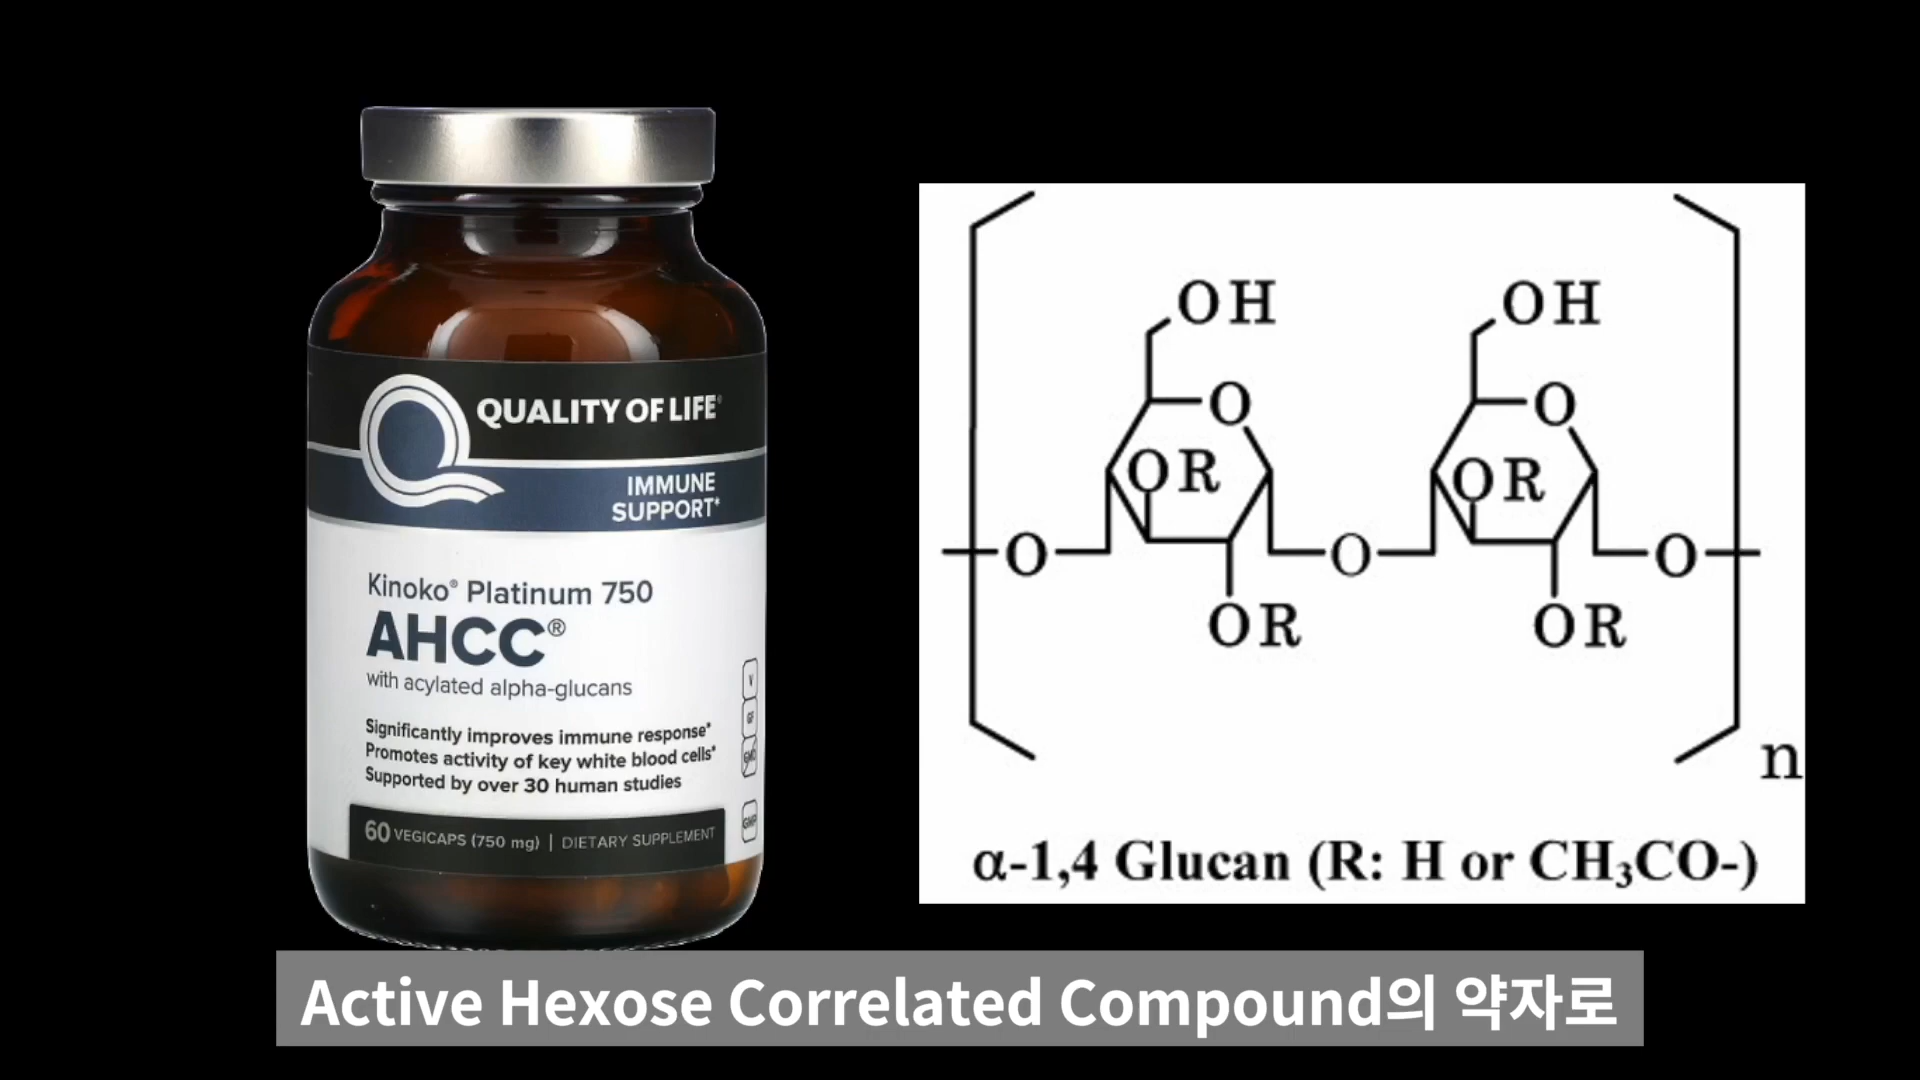 QUALITY OF LIFE®
IMMUNE
SUPPORT*
Kinoko® Platinum 750
AHCC®
with acylated alpha-glucans
Significantly improves immune response*
Promotes activity of key white blood cells*
Supported by over 30 human studies
60 VEGICAPS (750 mg) | DIETARY SUPPLEMENT
V
GF
GMO
GMP
OH
OH
O
O
OR
OR
O
O
O
OR
OR
n
α-1,4 Glucan (R: H or CH₃CO-)
Active Hexose Correlated Compound의 약자로